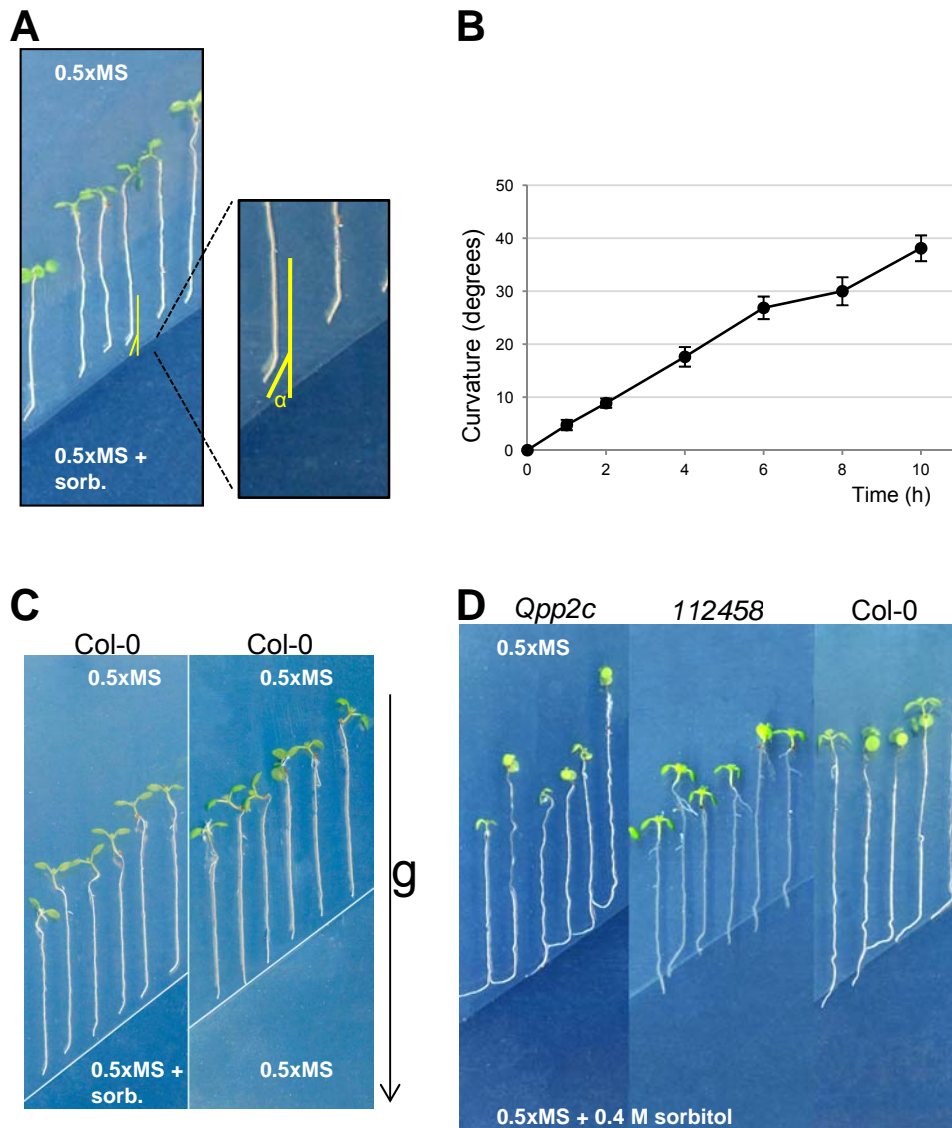 A
0.5xMS
α
0.5xMS +
sorb.
B
50
40
30
20
10
0
Curvature (degrees)
0
2
4
6
8
10
Time (h)
C
Col-0
Col-0
0.5xMS
0.5xMS
g
0.5xMS +
sorb.
0.5xMS
D
Qpp2c
112458
Col-0
0.5xMS
0.5xMS + 0.4 M sorbitol